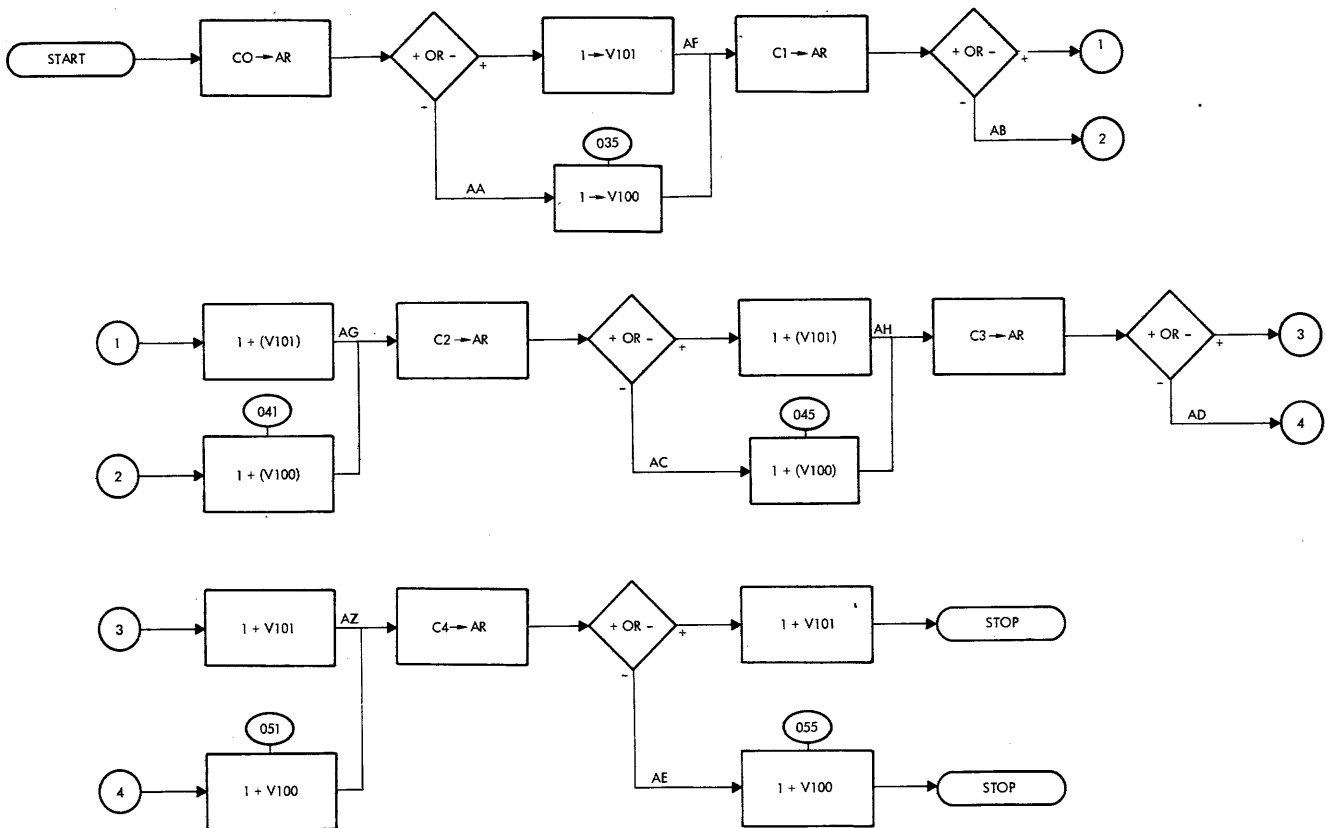 START
CO → AR
+ OR -
+
-
1 → V101
AF
C1 → AR
+ OR -
+
-
1
AB
2
035
AA
1 → V100
1
1 + (V101)
AG
C2 → AR
+ OR -
+
-
1 + (V101)
AH
C3 → AR
+ OR -
+
-
3
AD
4
041
2
1 + (V100)
045
AC
1 + (V100)
3
1 + V101
AZ
C4 → AR
+ OR -
+
-
1 + V101
STOP
051
4
1 + V100
055
AE
1 + V100
STOP